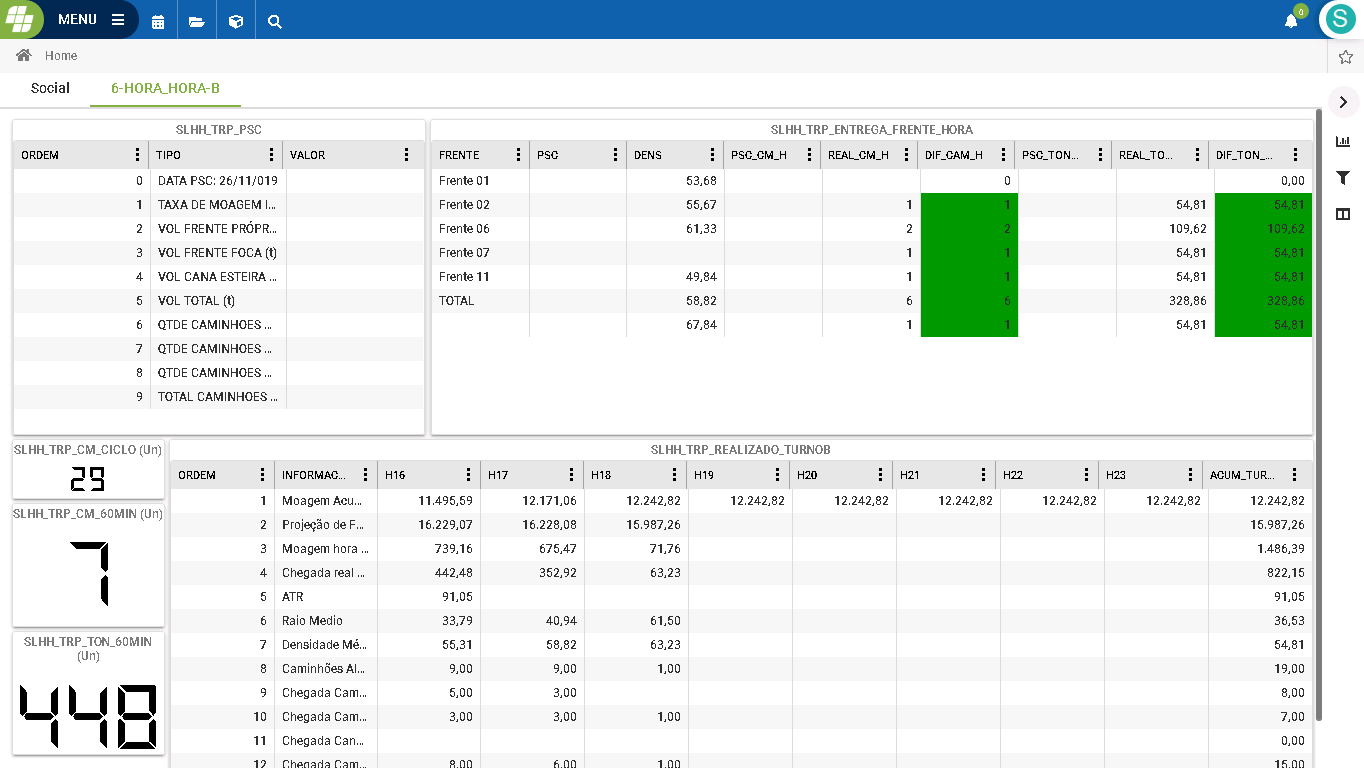 MENU
0
S
Home
Social 6-HORA_HORA-B
SLHH_TRP_PSC
ORDEM TIPO VALOR
0 DATA PSC: 26/11/019
1 TAXA DE MOAGEM I...
2 VOL FRENTE PRÓPR...
3 VOL FRENTE FOCA (t)
4 VOL CANA ESTEIRA ...
5 VOL TOTAL (t)
6 QTDE CAMINHOES ...
7 QTDE CAMINHOES ...
8 QTDE CAMINHOES ...
9 TOTAL CAMINHOES ...
SLHH_TRP_ENTREGA_FRENTE_HORA
FRENTE PSC DENS PSC_CM_H REAL_CM_H DIF_CAM_H PSC_TON... REAL_TO... DIF_TON_...
Frente 01 53,68 0 0,00
Frente 02 55,67 1 1 54,81 54,81
Frente 06 61,33 2 2 109,62 109,62
Frente 07 1 1 54,81 54,81
Frente 11 49,84 1 1 54,81 54,81
TOTAL 58,82 6 6 328,86 328,86
67,84 1 1 54,81 54,81
SLHH_TRP_CM_CICLO (Un)
29
SLHH_TRP_CM_60MIN (Un)
7
SLHH_TRP_TON_60MIN
(Un)
448
SLHH_TRP_REALIZADO_TURNOB
ORDEM INFORMAC... H16 H17 H18 H19 H20 H21 H22 H23 ACUM_TUR...
1 Moagem Acu... 11.495,59 12.171,06 12.242,82 12.242,82 12.242,82 12.242,82 12.242,82 12.242,82 12.242,82
2 Projeção de F... 16.229,07 16.228,08 15.987,26 15.987,26
3 Moagem hora ... 739,16 675,47 71,76 1.486,39
4 Chegada real ... 442,48 352,92 63,23 822,15
5 ATR 91,05 91,05
6 Raio Medio 33,79 40,94 61,50 36,53
7 Densidade Mé... 55,31 58,82 63,23 54,81
8 Caminhões Al... 9,00 9,00 1,00 19,00
9 Chegada Cam... 5,00 3,00 8,00
10 Chegada Cam... 3,00 3,00 1,00 7,00
11 Chegada Can... 0,00
12 Chegada Cam... 8,00 6,00 1,00 15,00